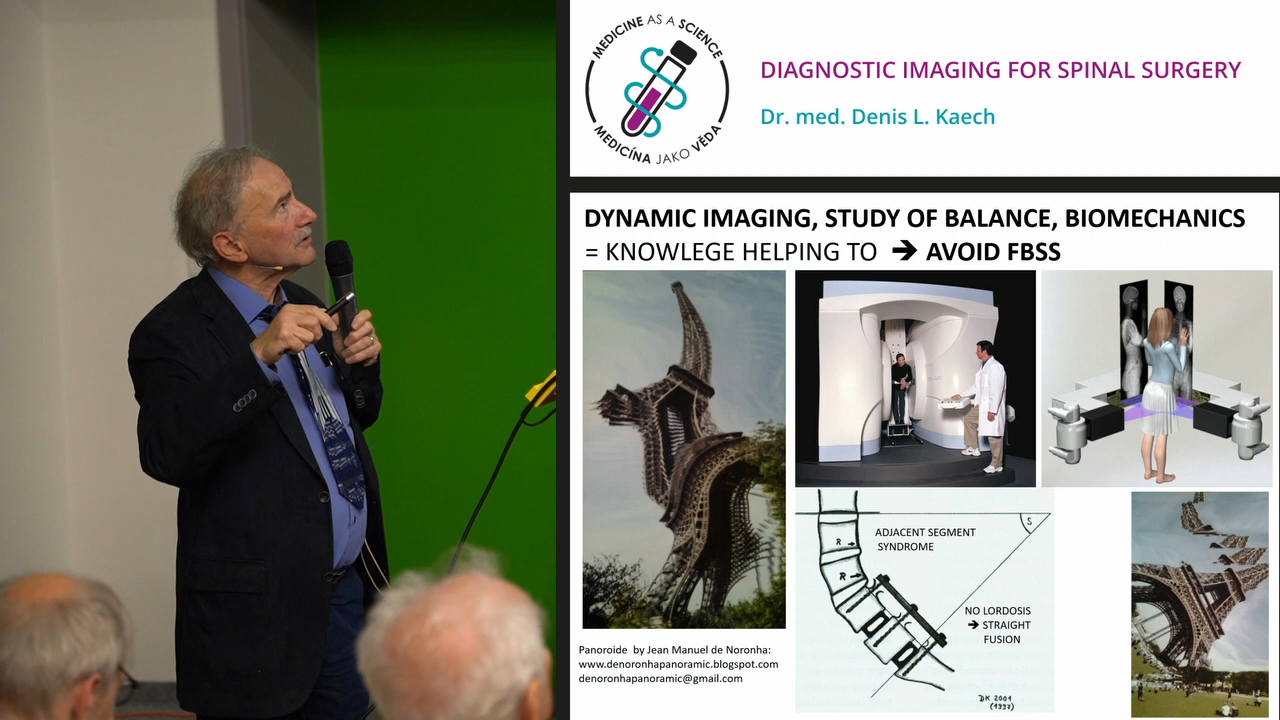 MEDICINE AS A SCIENCE
MEDICÍNA JAKO VĚDA
DIAGNOSTIC IMAGING FOR SPINAL SURGERY
Dr. med. Denis L. Kaech
DYNAMIC IMAGING, STUDY OF BALANCE, BIOMECHANICS
= KNOWLEGE HELPING TO ➔ AVOID FBSS
S
R
R
ADJACENT SEGMENT
SYNDROME
NO LORDOSIS
➔ STRAIGHT
FUSION
DK 2001
(1997)
Panoroide by Jean Manuel de Noronha:
www.denoronhapanoramic.blogspot.com
denoronhapanoramic@gmail.com